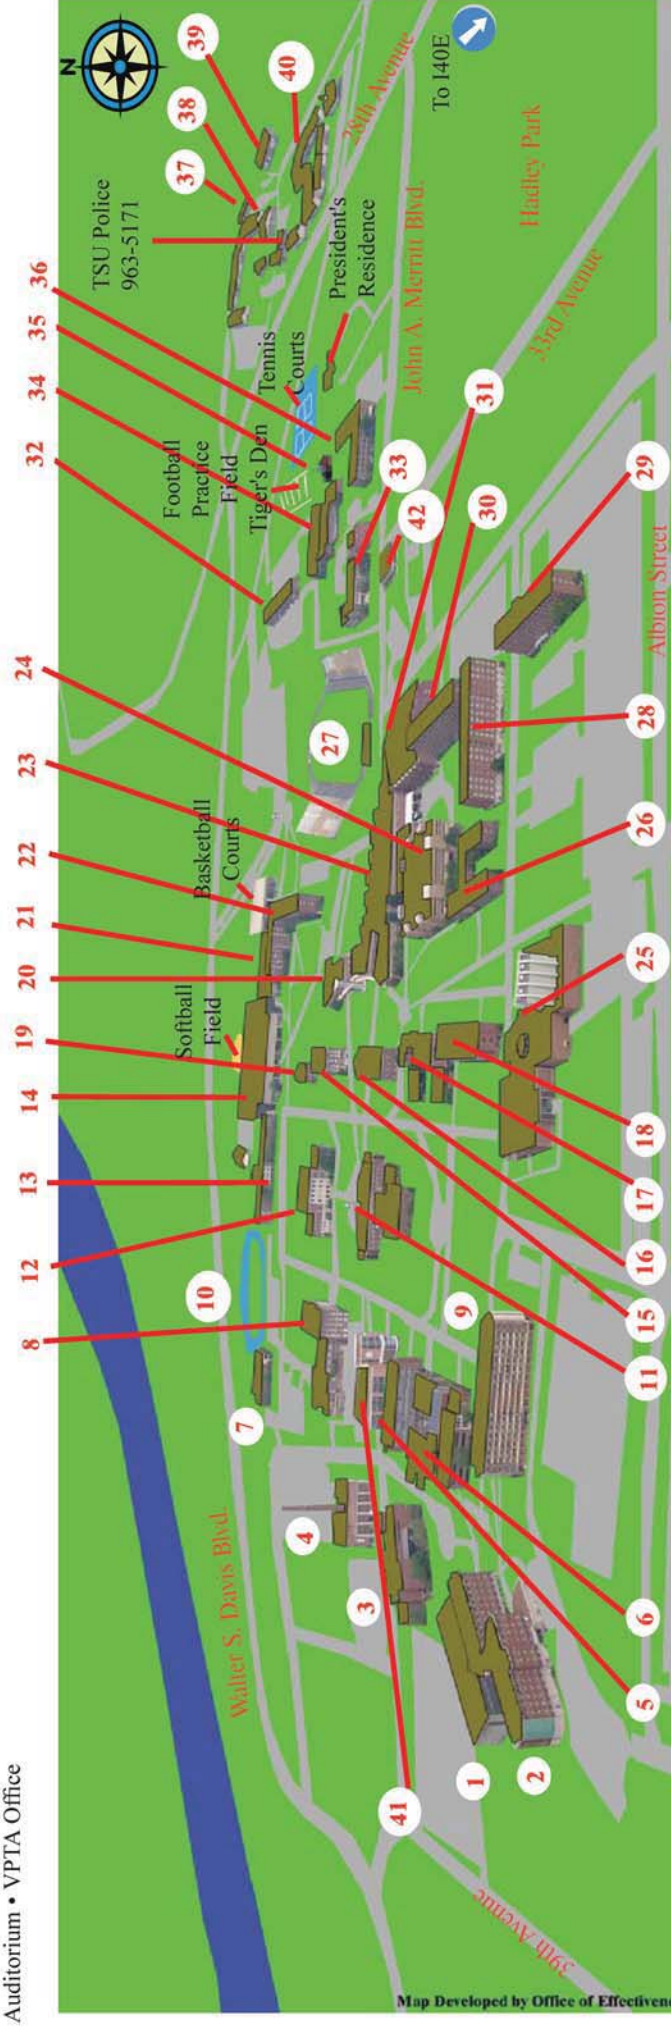 Auditorium • VPTA Office
8
12
13
14
19
20
21
22
23
24
32
34
35
36
N
TSU Police
963-5171
37
38
39
40
Softball
Field
Basketball
Courts
Football
Practice
Field
Tiger's Den
Tennis
Courts
President's
Residence
28th Avenue
To I40E
Walter S. Davis Blvd.
7
10
4
3
27
33
42
John A. Merritt Blvd.
Hadley Park
33rd Avenue
31
30
29
41
1
2
9
5
6
11
15
16
17
18
25
26
28
39th Avenue
Albion Street
Map Developed by Office of